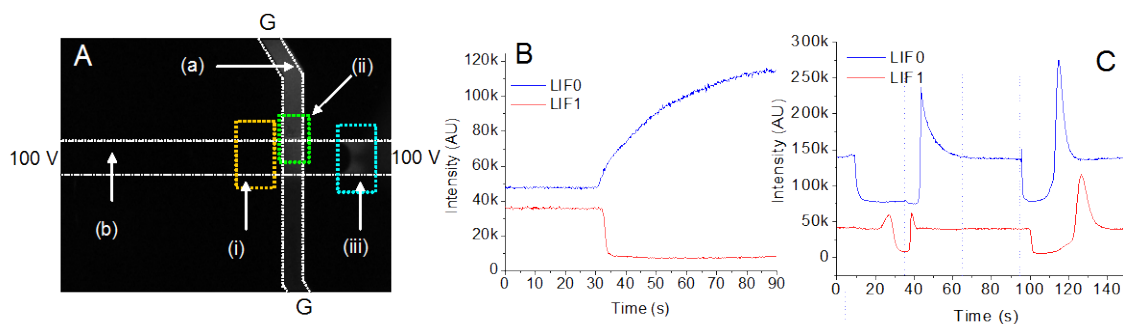 G
A
(a)
(ii)
100 V
100 V
(b)
(i)
(iii)
G
B
LIF0
LIF1
120k
100k
80k
60k
40k
20k
0
Intensity (AU)
0 10 20 30 40 50 60 70 80 90
Time (s)
C
LIF0
LIF1
300k
250k
200k
150k
100k
50k
0
Intensity (AU)
0 20 40 60 80 100 120 140
Time (s)